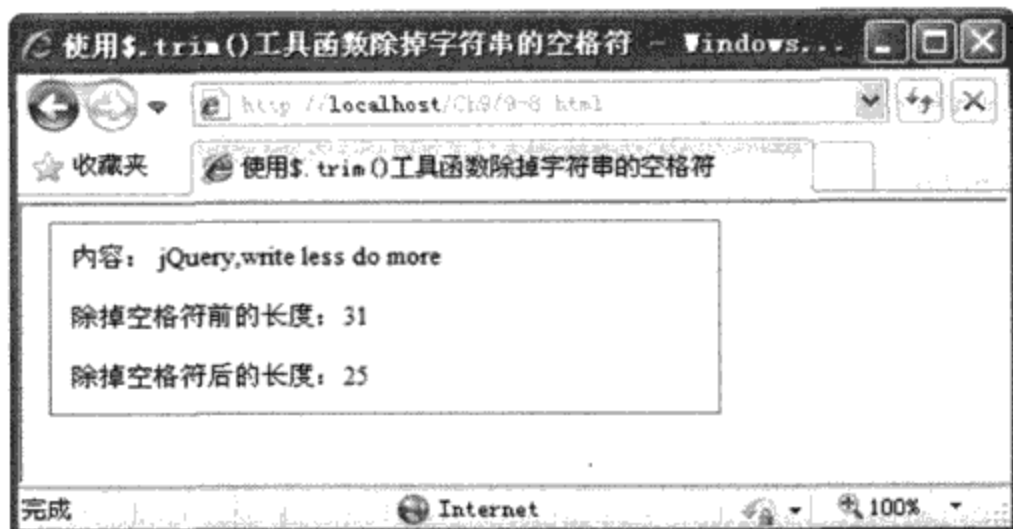 使用$.trim()工具函数除掉字符串的空格符 - Windows...
http://localhost/Ch9/9-8.html
收藏夹
使用$.trim()工具函数除掉字符串的空格符
内容： jQuery,write less do more
除掉空格符前的长度：31
除掉空格符后的长度：25
完成
Internet
100%